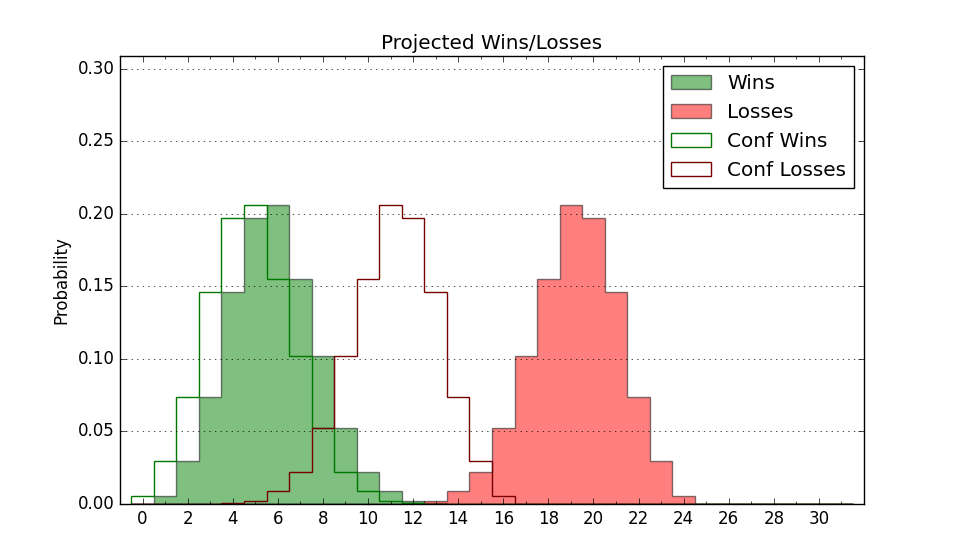 Projected Wins/Losses
0.30
0.25
0.20
0.15
0.10
0.05
0.00
Probability
Wins
Losses
Conf Wins
Conf Losses
0 2 4 6 8 10 12 14 16 18 20 22 24 26 28 30